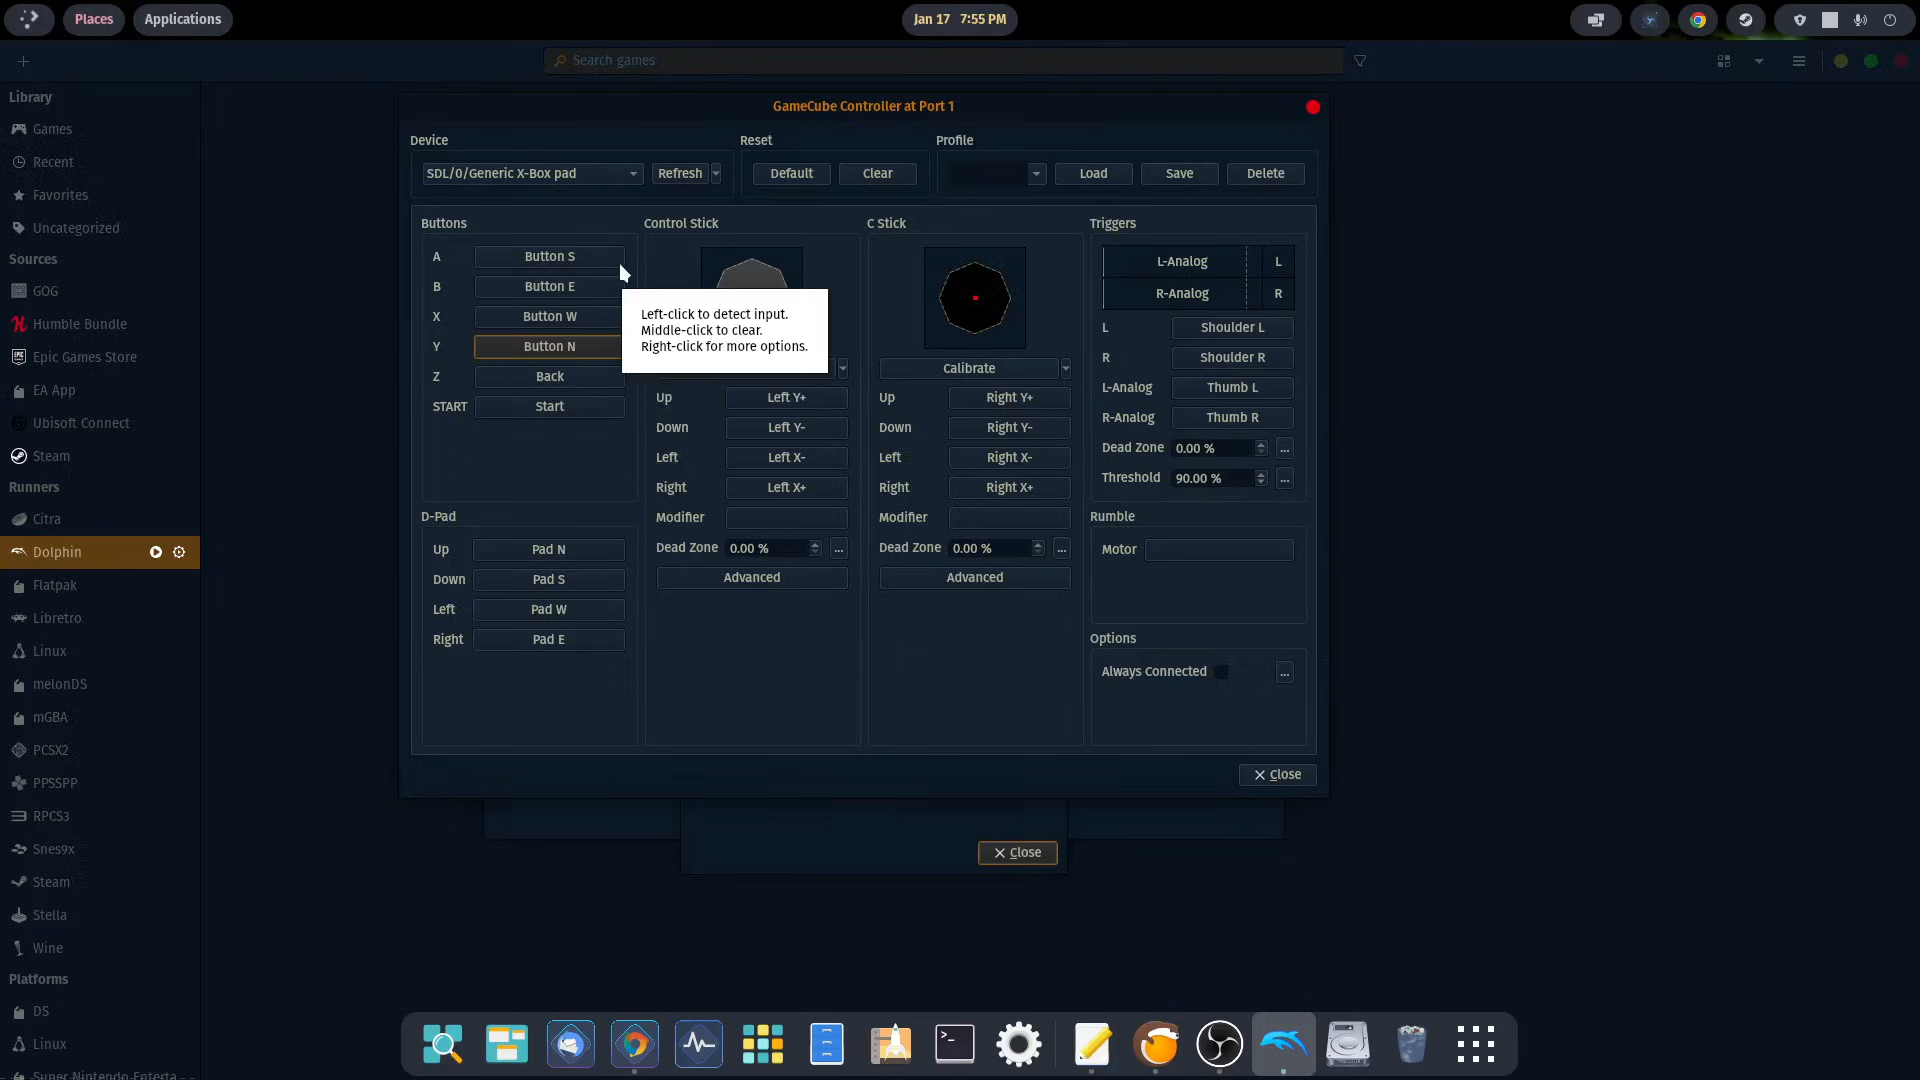 Places
Applications
Jan 17 7:55 PM
Search games
Library
Games
Recent
Favorites
Uncategorized
Sources
GOG
Humble Bundle
Epic Games Store
EA App
Ubisoft Connect
Steam
Runners
Citra
Dolphin
Flatpak
Libretro
Linux
melonDS
mGBA
PCSX2
PPSSPP
RPCS3
Snes9x
Steam
Stella
Wine
Platforms
DS
Linux
Super Nintendo Enterta
GameCube Controller at Port 1
Device
SDL/0/Generic X-Box pad
Refresh
Reset
Default
Clear
Profile
Load
Save
Delete
Buttons
A Button S
B Button E
X Button W
Y Button N
Z Back
START Start
D-Pad
Up Pad N
Down Pad S
Left Pad W
Right Pad E
Control Stick
Left-click to detect input.
Middle-click to clear.
Right-click for more options.
Up Left Y+
Down Left Y-
Left Left X-
Right Left X+
Modifier
Dead Zone 0.00 % ...
Advanced
C Stick
Calibrate
Up Right Y+
Down Right Y-
Left Right X-
Right Right X+
Modifier
Dead Zone 0.00 % ...
Advanced
Triggers
L-Analog L
R-Analog R
L Shoulder L
R Shoulder R
L-Analog Thumb L
R-Analog Thumb R
Dead Zone 0.00 % ...
Threshold 90.00 % ...
Rumble
Motor
Options
Always Connected ...
Close
Close